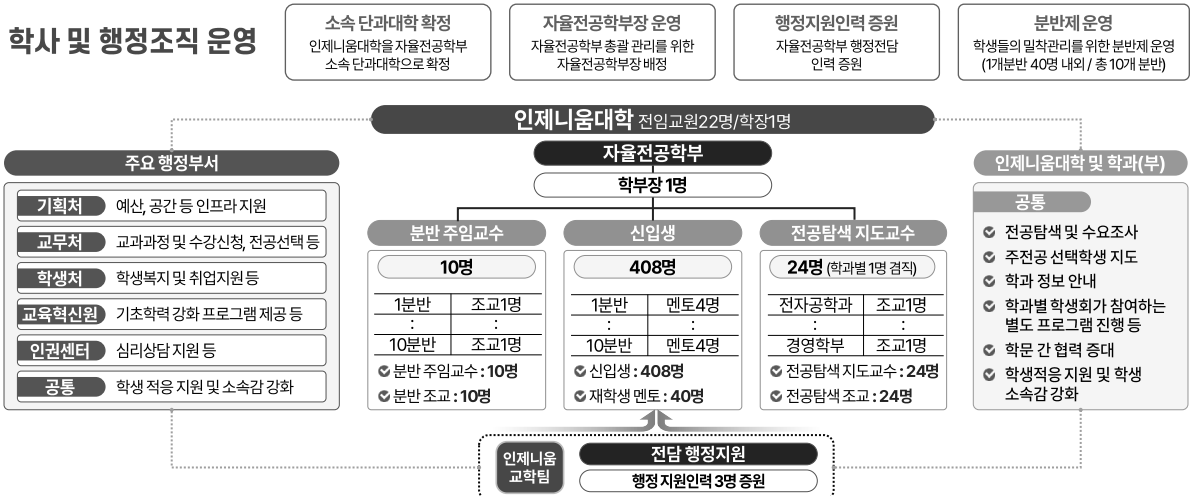 학사 및 행정조직 운영
소속 단과대학 확정
인제니움대학을 자율전공학부
소속 단과대학으로 확정
자율전공학부장 운영
자율전공학부 총괄 관리를 위한
자율전공학부장 배정
행정지원인력 증원
자율전공학부 행정전담
인력 증원
분반제 운영
학생들의 밀착관리를 위한 분반제 운영
(1개분반 40명 내외 / 총 10개 분반)
인제니움대학 전임교원22명/학장1명
자율전공학부
학부장 1명
주요 행정부서
기획처 예산, 공간 등 인프라 지원
교무처 교과과정 및 수강신청, 전공선택 등
학생처 학생복지 및 취업지원 등
교육혁신원 기초학력 강화 프로그램 제공 등
인권센터 심리상담 지원 등
공통 학생 적응 지원 및 소속감 강화
분반 주임교수
10명
1분반 조교1명
: :
10분반 조교1명
분반 주임교수 : 10명
분반 조교 : 10명
신입생
408명
1분반 멘토4명
: :
10분반 멘토4명
신입생 : 408명
재학생 멘토 : 40명
전공탐색 지도교수
24명 (학과별 1명 겸직)
전자공학과 조교1명
: :
경영학부 조교1명
전공탐색 지도교수 : 24명
전공탐색 조교 : 24명
인제니움대학 및 학과(부)
공통
전공탐색 및 수요조사
주전공 선택학생 지도
학과 정보 안내
학과별 학생회가 참여하는
별도 프로그램 진행 등
학문 간 협력 증대
학생적응 지원 및 학생
소속감 강화
인제니움
교학팀
전담 행정지원
행정 지원인력 3명 증원